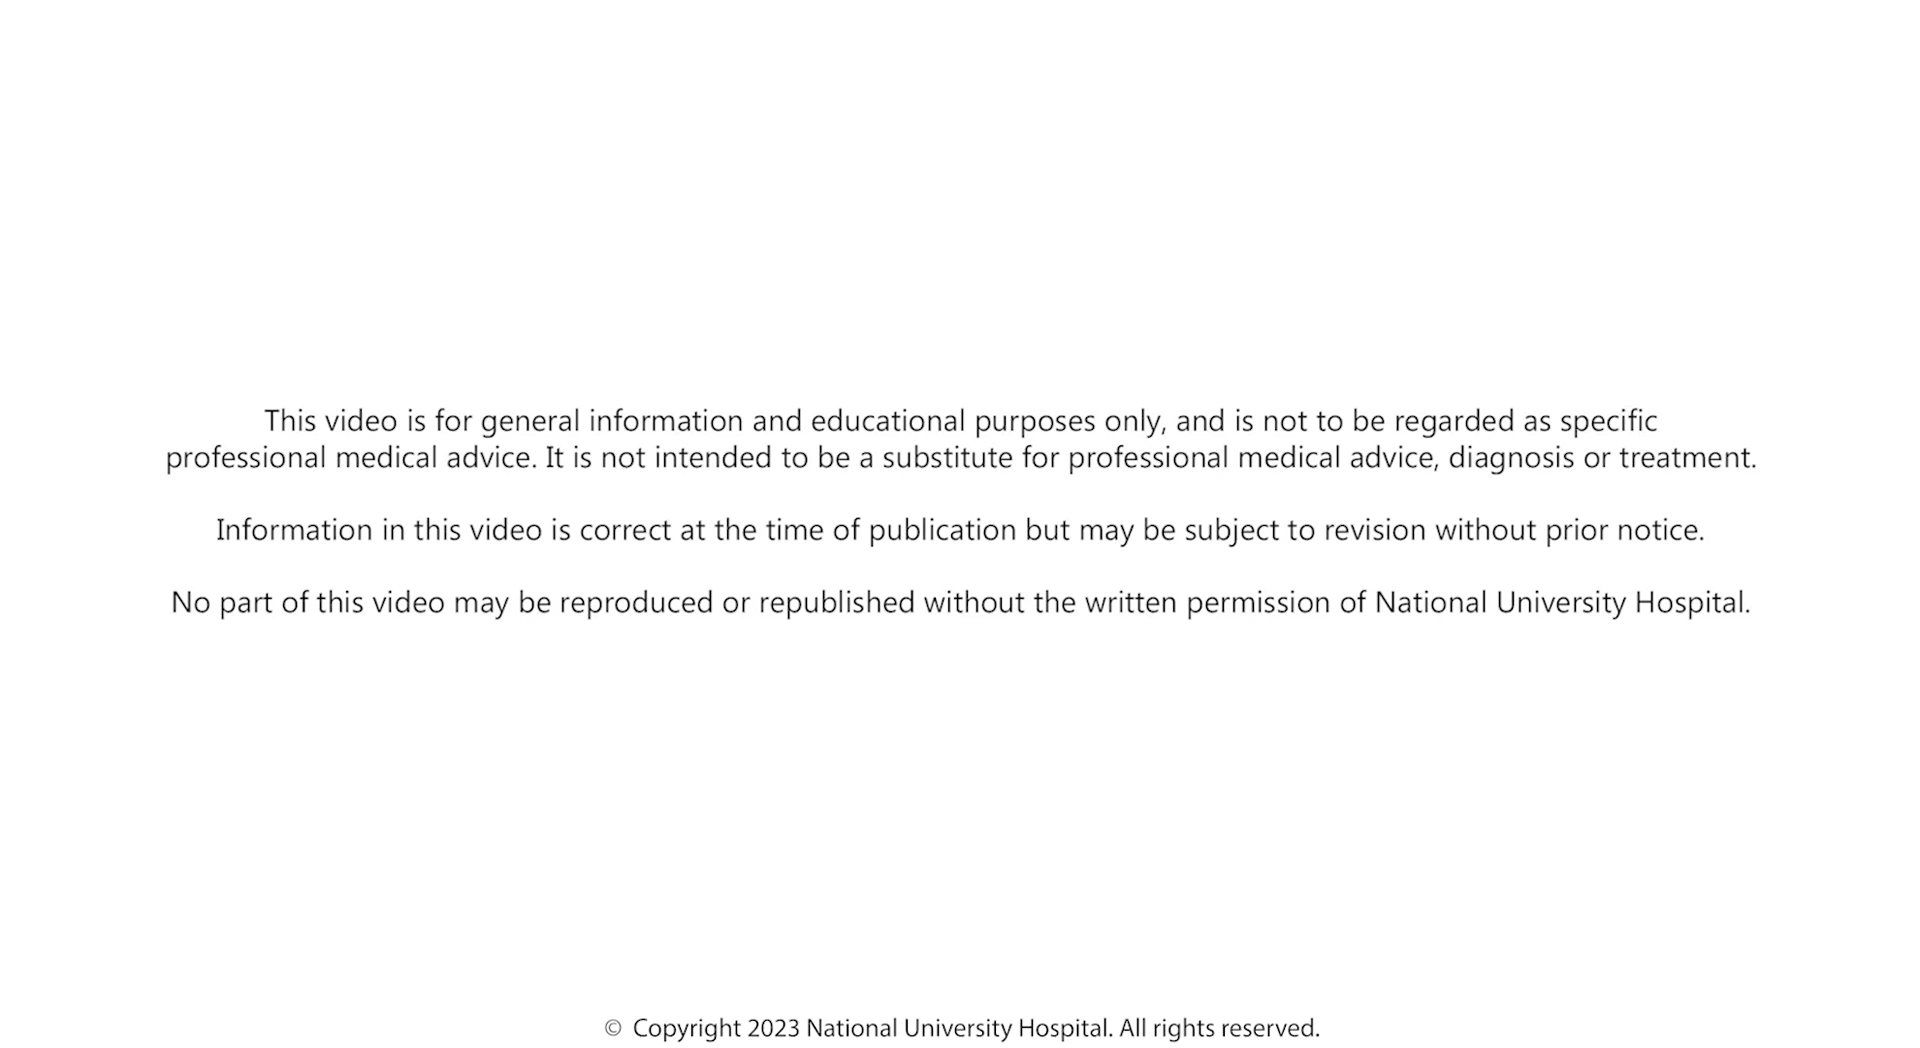 This video is for general information and educational purposes only, and is not to be regarded as specific
professional medical advice. It is not intended to be a substitute for professional medical advice, diagnosis or treatment.
Information in this video is correct at the time of publication but may be subject to revision without prior notice.
No part of this video may be reproduced or republished without the written permission of National University Hospital.
© Copyright 2023 National University Hospital. All rights reserved.